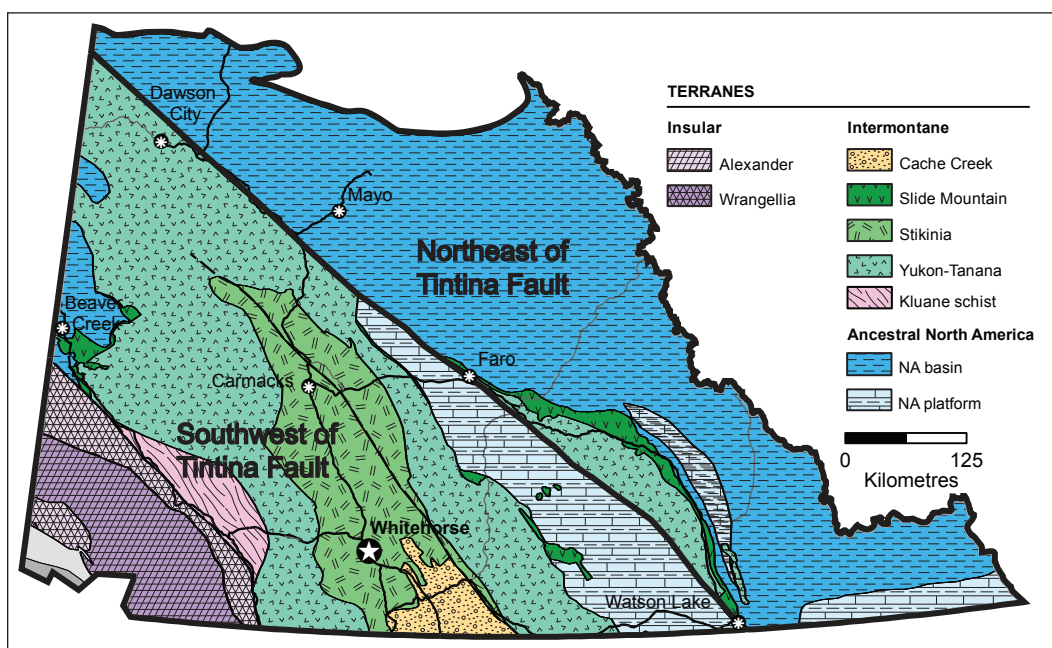 Dawson
City
Mayo
Northeast of
Tintina Fault
Beaver
Creek
Faro
Carmacks
Southwest of
Tintina Fault
Whitehorse
Watson Lake
TERRANES
Insular
Alexander
Wrangellia
Intermontane
Cache Creek
Slide Mountain
Stikinia
Yukon-Tanana
Kluane schist
Ancestral North America
NA basin
NA platform
0 125
Kilometres